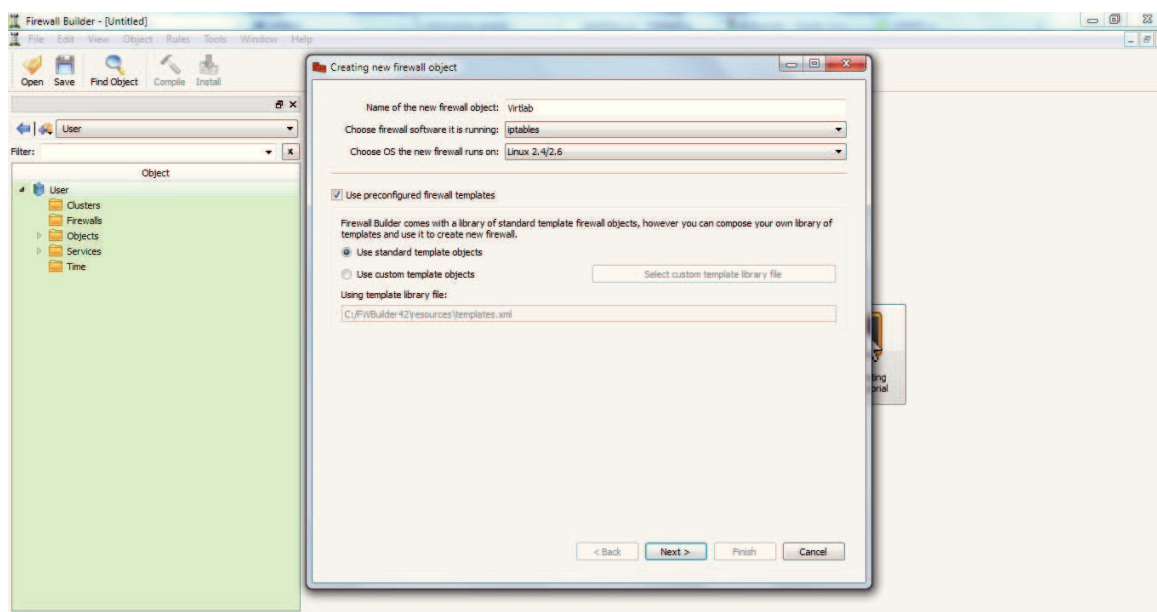 Firewall Builder - [Untitled]
File Edit View Object Rules Tools Window Help
Open Save Find Object Compile Install
User
Filter:
Object
User
Clusters
Firewalls
Objects
Services
Time
Creating new firewall object
Name of the new firewall object: Virtlab
Choose firewall software it is running: iptables
Choose OS the new firewall runs on: Linux 2.4/2.6
Use preconfigured firewall templates
Firewall Builder comes with a library of standard template firewall objects, however you can compose your own library of
templates and use it to create new firewall.
Use standard template objects
Use custom template objects Select custom template library file
Using template library file:
C:/FWBuilder42\resources\templates.xml
< Back Next > Finish Cancel